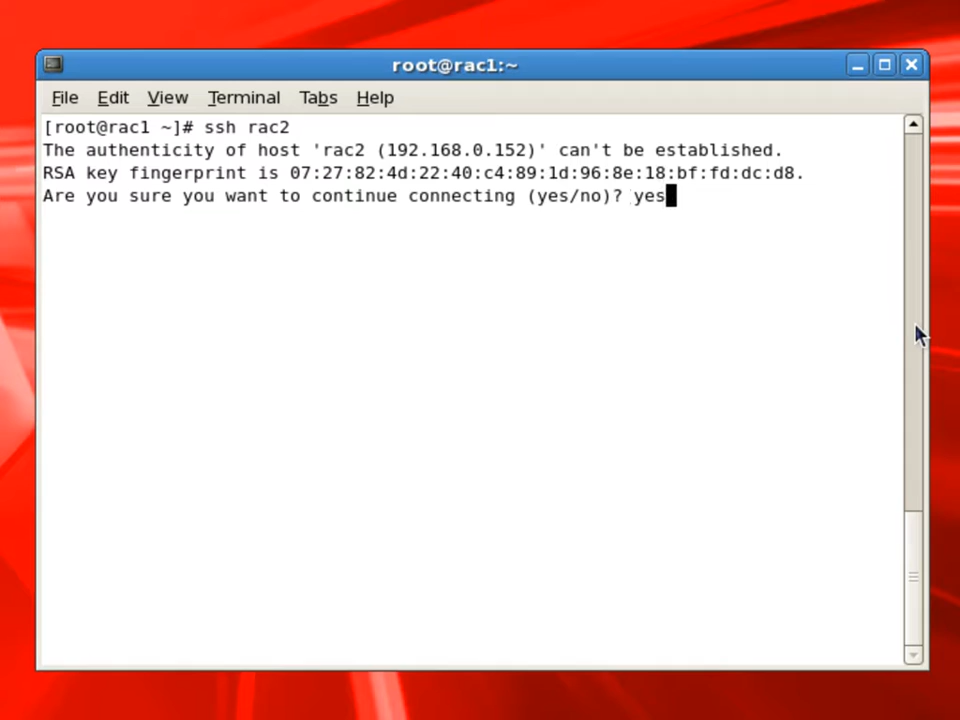 root@rac1:~
File Edit View Terminal Tabs Help
[root@rac1 ~]# ssh rac2
The authenticity of host 'rac2 (192.168.0.152)' can't be established.
RSA key fingerprint is 07:27:82:4d:22:40:c4:89:1d:96:8e:18:bf:fd:dc:d8.
Are you sure you want to continue connecting (yes/no)? yes